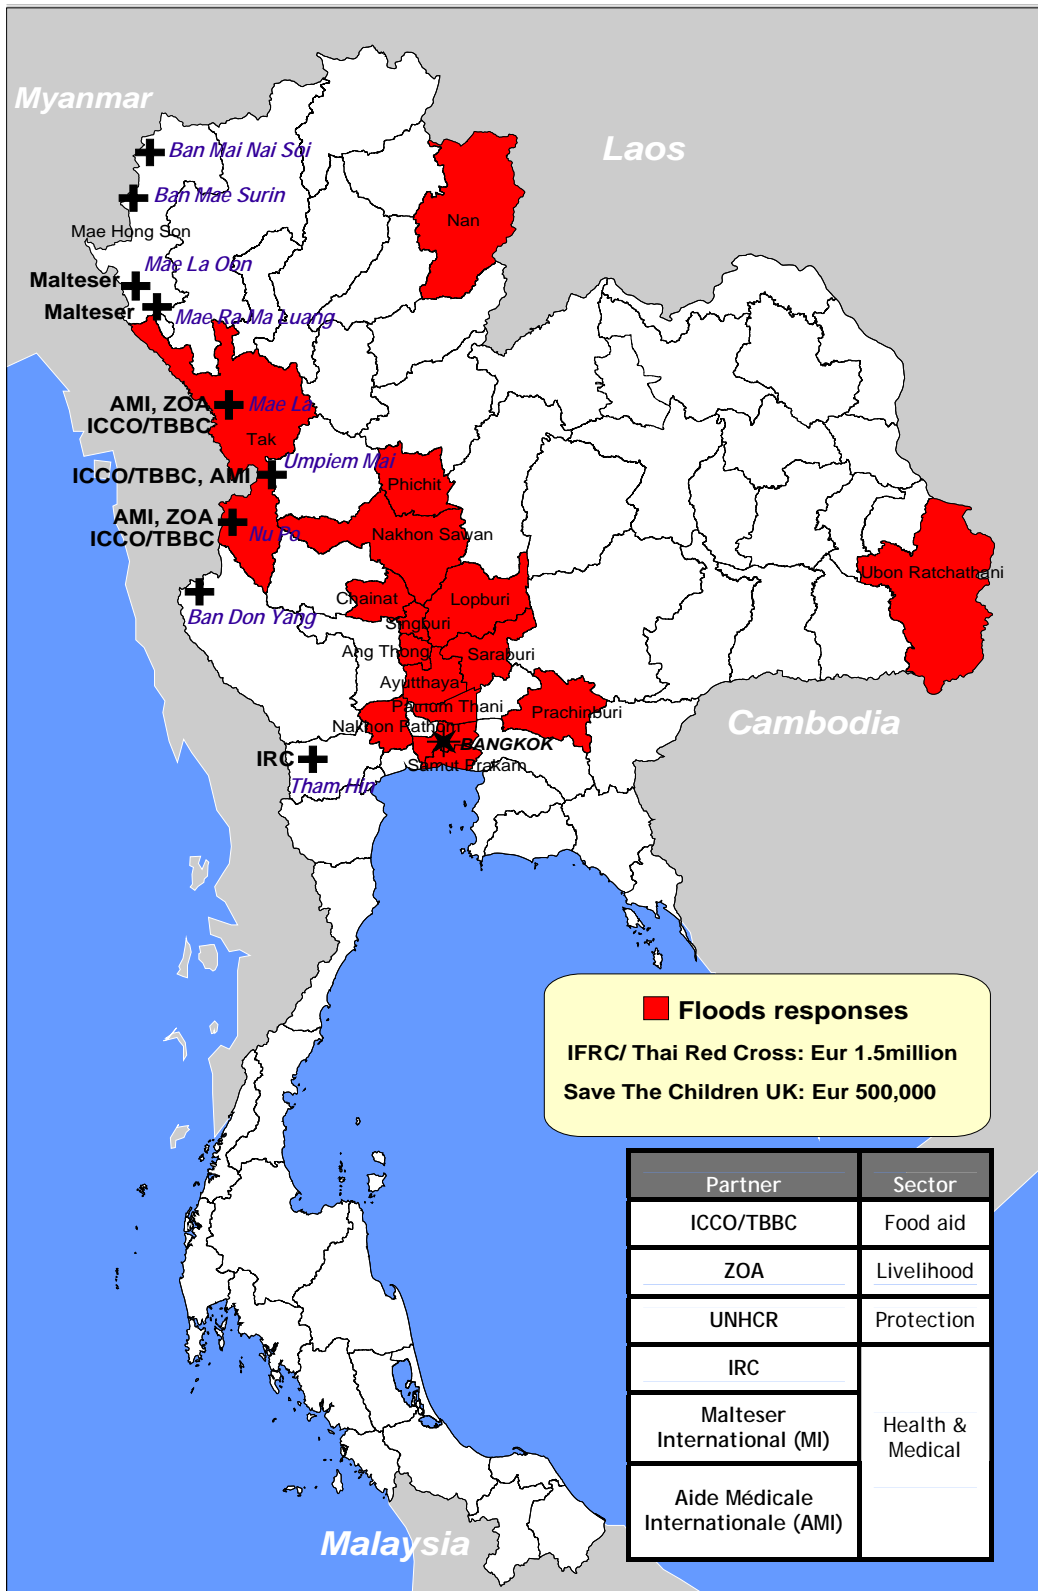 Myanmar
Laos
Ban Mai Nai Soi
Ban Mae Surin
Nan
Mae Hong Son
Mae La Oon
Malteser
Malteser
Mae Ra Ma Luang
AMI, ZOA
ICCO/TBBC
Mae La
Tak
Umpiem Mai
ICCO/TBBC, AMI
Phichit
AMI, ZOA
ICCO/TBBC
Nu Po
Nakhon Sawan
Ubon Ratchathani
Chainat
Lopburi
Ban Don Yang
Singburi
Ang Thong
Saraburi
Ayutthaya
Pathum Thani
Prachinburi
Nakhon Pathom
Cambodia
BANGKOK
IRC
Samut Prakarn
Tham Hin
Floods responses
IFRC/ Thai Red Cross: Eur 1.5million
Save The Children UK: Eur 500,000
Partner Sector
ICCO/TBBC Food aid
ZOA Livelihood
UNHCR Protection
IRC
Malteser
International (MI)
Health &
Medical
Aide Médicale
Internationale (AMI)
Malaysia